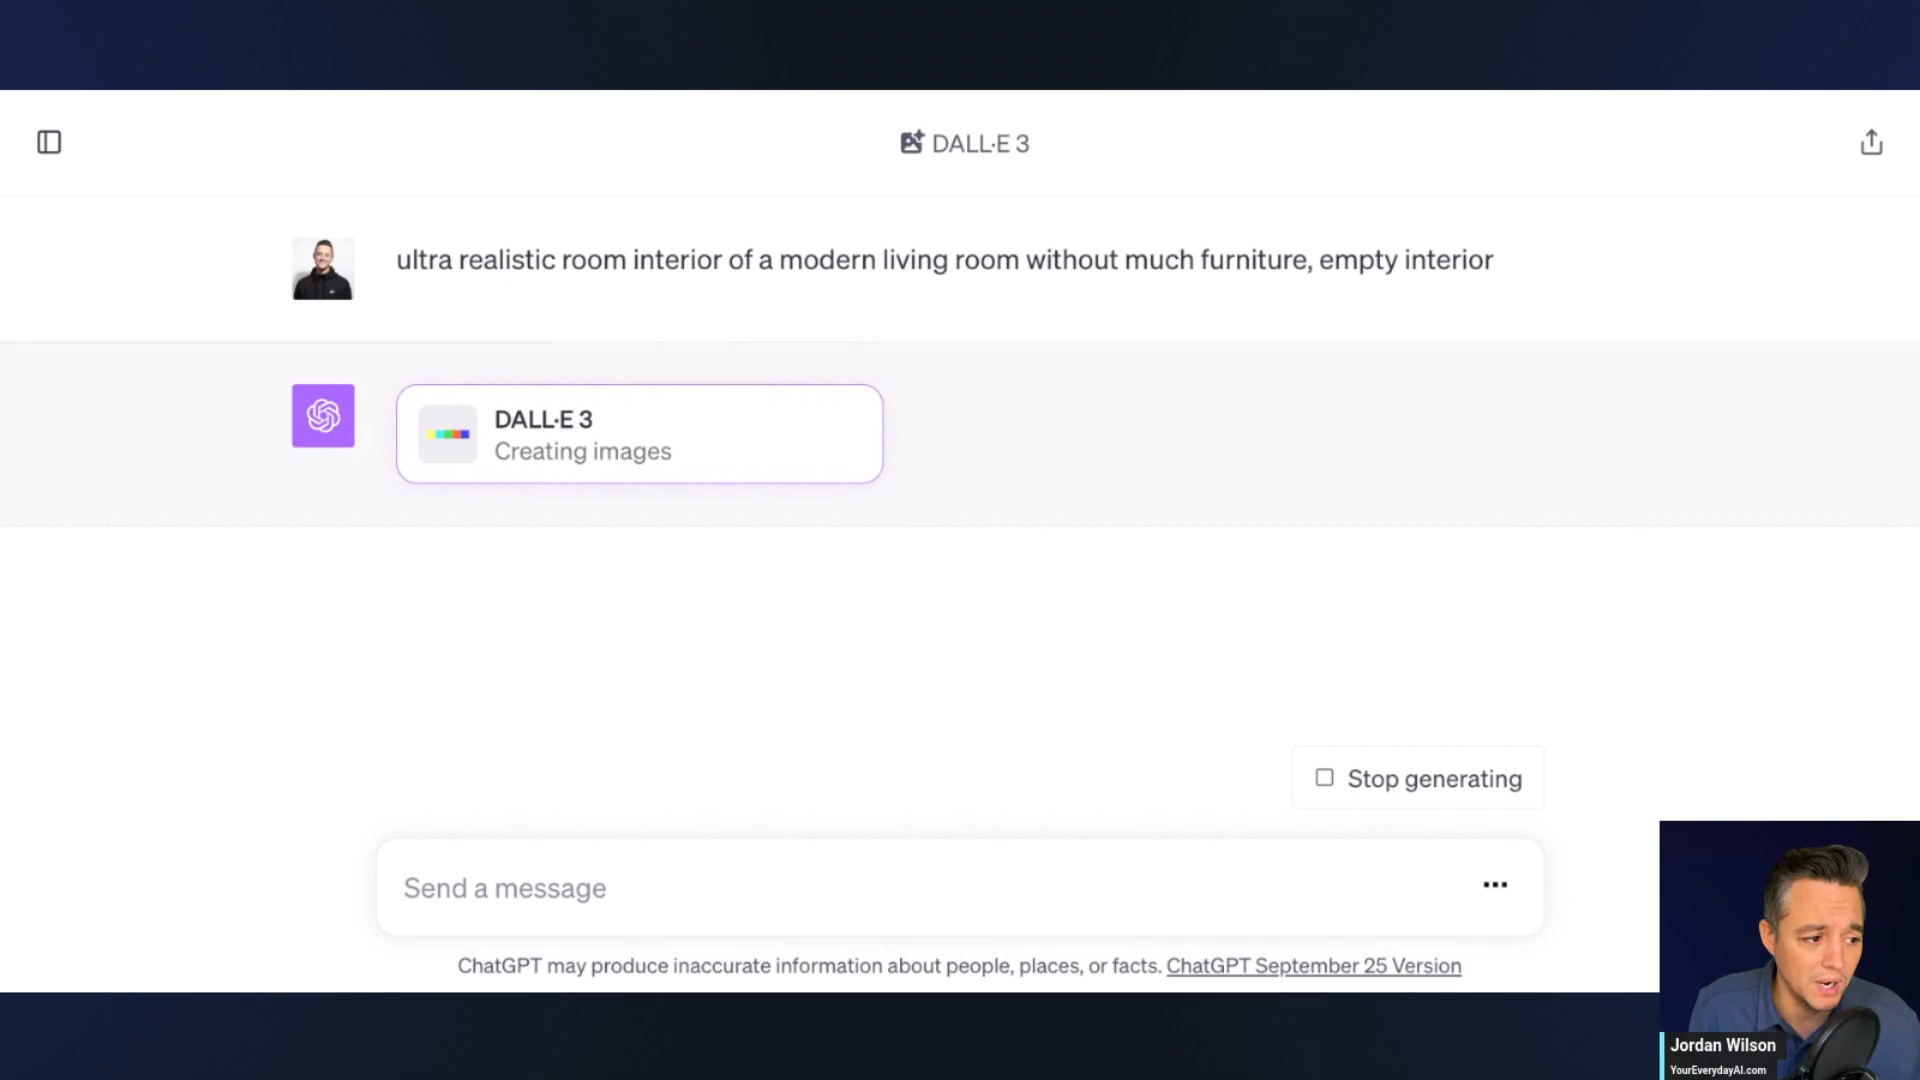 DALL·E 3
ultra realistic room interior of a modern living room without much furniture, empty interior
DALL·E 3
Creating images
Stop generating
Send a message
ChatGPT may produce inaccurate information about people, places, or facts. ChatGPT September 25 Version
Jordan Wilson
YourEverydayAI.com